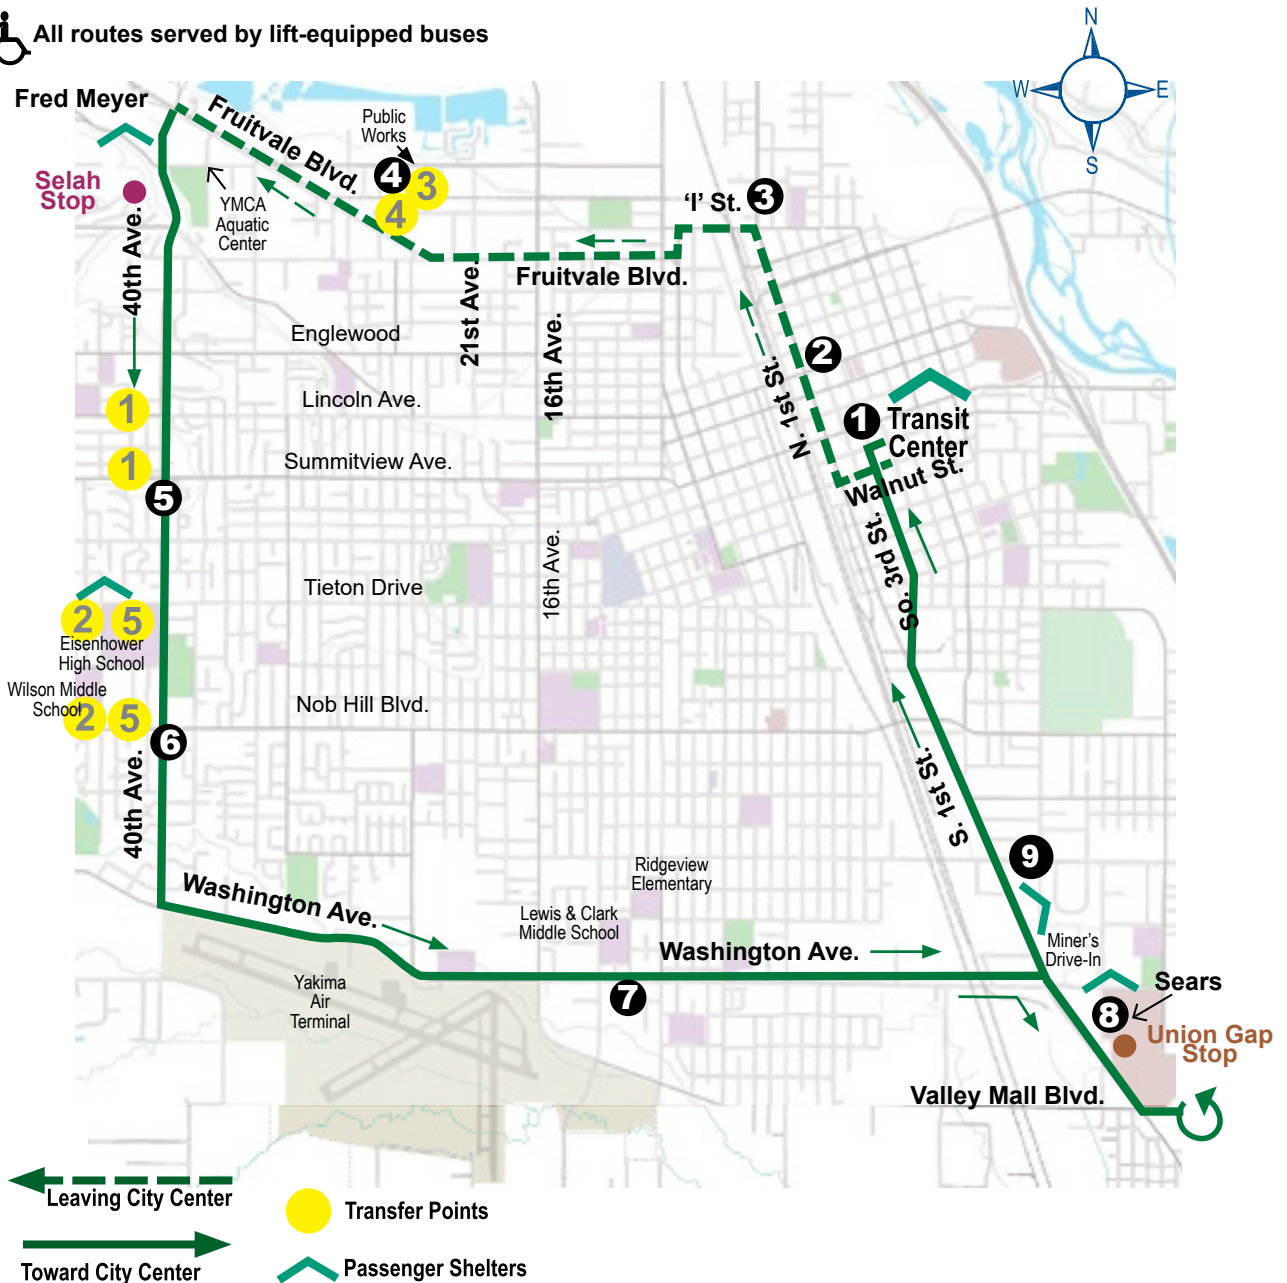 All routes served by lift-equipped buses
N
W
E
S
Fred Meyer
Fruitvale Blvd.
Public
Works
4
3
4
Selah
Stop
YMCA
Aquatic
Center
'I' St.
3
40th Ave.
Fruitvale Blvd.
21st Ave.
16th Ave.
Englewood
2
N. 1st St.
Lincoln Ave.
1
1
Transit
Center
Summitview Ave.
1
Walnut St.
5
So. 3rd St.
16th Ave.
Tieton Drive
2
5
Eisenhower
High School
Wilson Middle
School
2
5
Nob Hill Blvd.
6
40th Ave.
S. 1st St.
9
Ridgeview
Elementary
Washington Ave.
Lewis & Clark
Middle School
Washington Ave.
Miner's
Drive-In
Yakima
Air
Terminal
7
Sears
8
Union Gap
Stop
Valley Mall Blvd.
Leaving City Center
Transfer Points
Toward City Center
Passenger Shelters